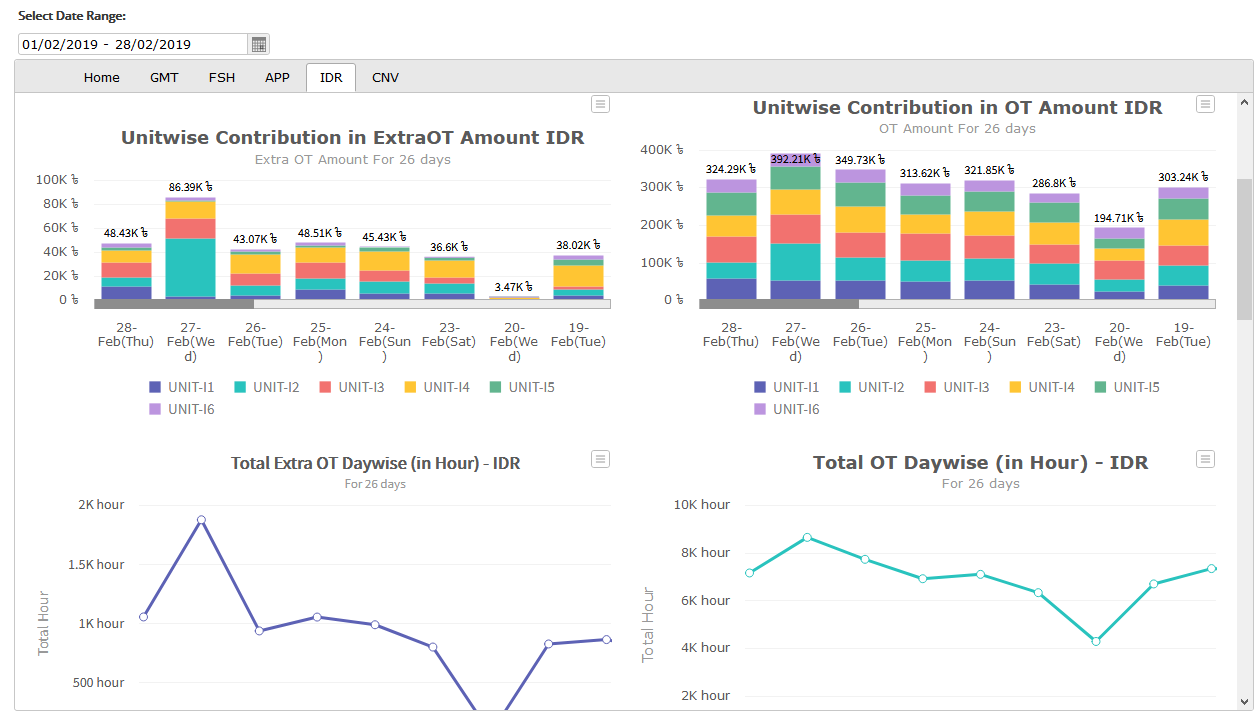 Select Date Range:
01/02/2019 - 28/02/2019
Home GMT FSH APP IDR CNV
Unitwise Contribution in ExtraOT Amount IDR
Extra OT Amount For 26 days
100K ৳
80K ৳
60K ৳
40K ৳
20K ৳
0 ৳
48.43K ৳
86.39K ৳
43.07K ৳
48.51K ৳
45.43K ৳
36.6K ৳
3.47K ৳
38.02K ৳
28-
Feb(Thu)
27-
Feb(We
d)
26-
Feb(Tue)
25-
Feb(Mon
)
24-
Feb(Sun
)
23-
Feb(Sat)
20-
Feb(We
d)
19-
Feb(Tue)
UNIT-I1 UNIT-I2 UNIT-I3 UNIT-I4 UNIT-I5
UNIT-I6
Unitwise Contribution in OT Amount IDR
OT Amount For 26 days
400K ৳
300K ৳
200K ৳
100K ৳
0 ৳
324.29K ৳
392.21K ৳
349.73K ৳
313.62K ৳
321.85K ৳
286.8K ৳
194.71K ৳
303.24K ৳
28-
Feb(Thu)
27-
Feb(We
d)
26-
Feb(Tue)
25-
Feb(Mon
)
24-
Feb(Sun
)
23-
Feb(Sat)
20-
Feb(We
d)
19-
Feb(Tue)
UNIT-I1 UNIT-I2 UNIT-I3 UNIT-I4 UNIT-I5
UNIT-I6
Total Extra OT Daywise (in Hour) - IDR
For 26 days
2K hour
1.5K hour
1K hour
500 hour
Total Hour
Total OT Daywise (in Hour) - IDR
For 26 days
10K hour
8K hour
6K hour
4K hour
2K hour
Total Hour